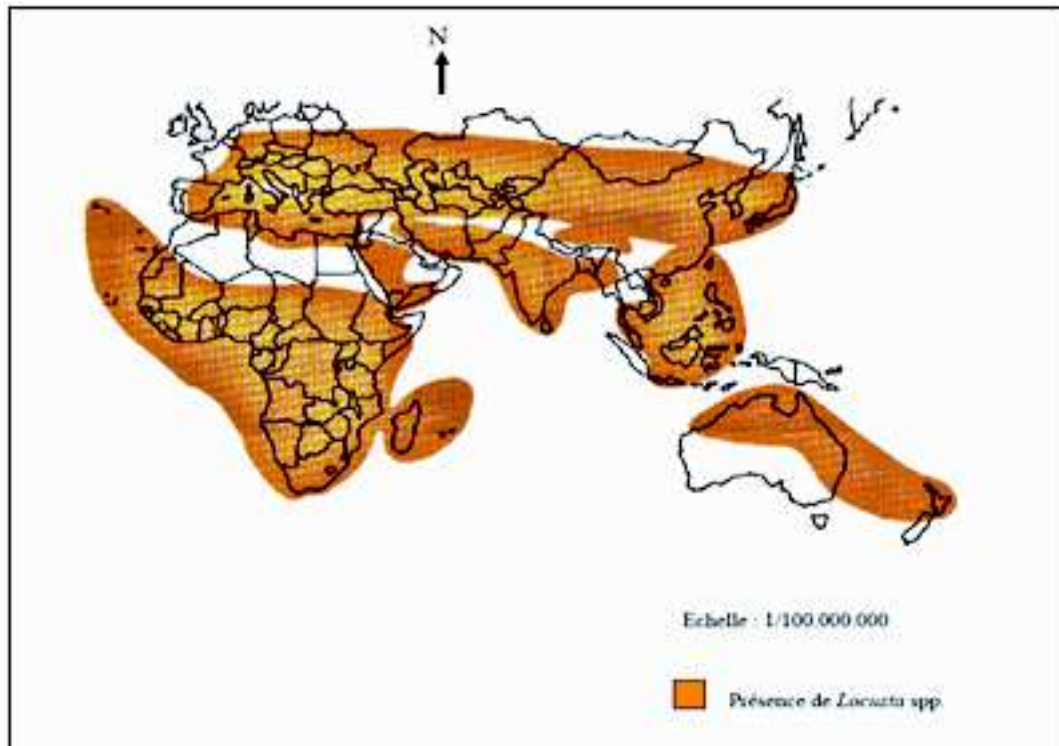 N
Echelle : 1/100.000.000
Présence de Locusta spp.